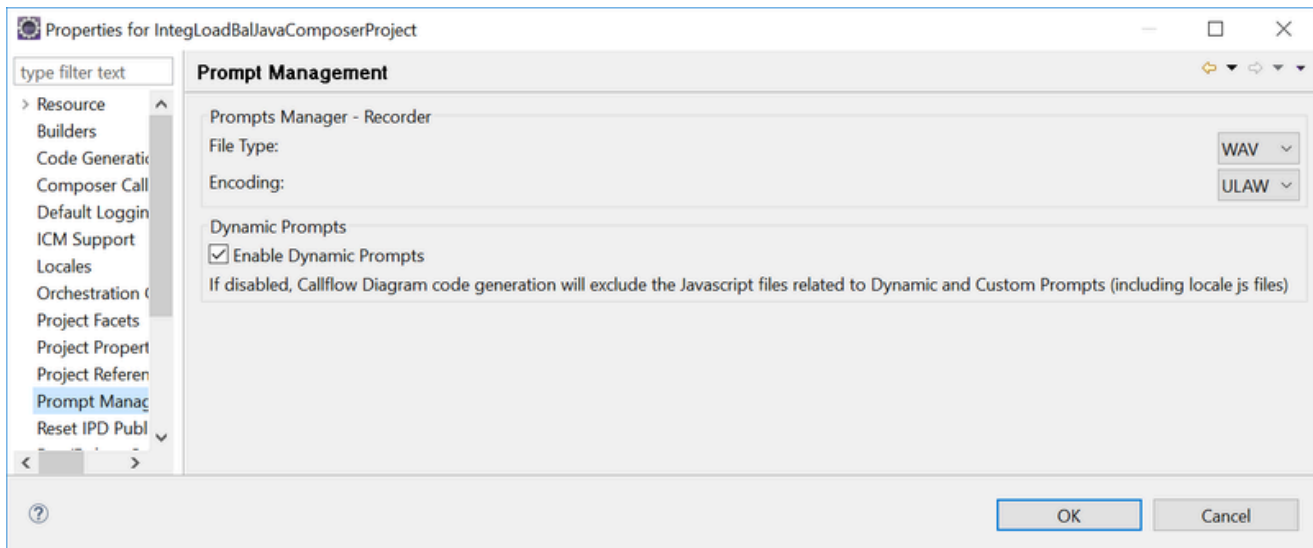 Properties for IntegLoadBalJavaComposerProject
type filter text
Prompt Management
Resource
Builders
Code Generatio
Composer Call
Default Loggin
ICM Support
Locales
Orchestration
Project Facets
Project Propert
Project Referen
Prompt Manag
Reset IPD Publ
Prompts Manager - Recorder
File Type:
WAV
Encoding:
ULAW
Dynamic Prompts
Enable Dynamic Prompts
If disabled, Callflow Diagram code generation will exclude the Javascript files related to Dynamic and Custom Prompts (including locale js files)
OK
Cancel